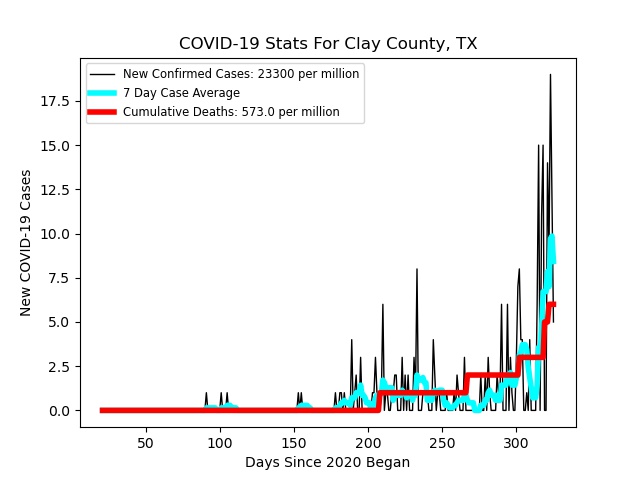 COVID-19 Stats For Clay County, TX
New Confirmed Cases: 23300 per million
7 Day Case Average
Cumulative Deaths: 573.0 per million
New COVID-19 Cases
17.5
15.0
12.5
10.0
7.5
5.0
2.5
0.0
50 100 150 200 250 300
Days Since 2020 Began